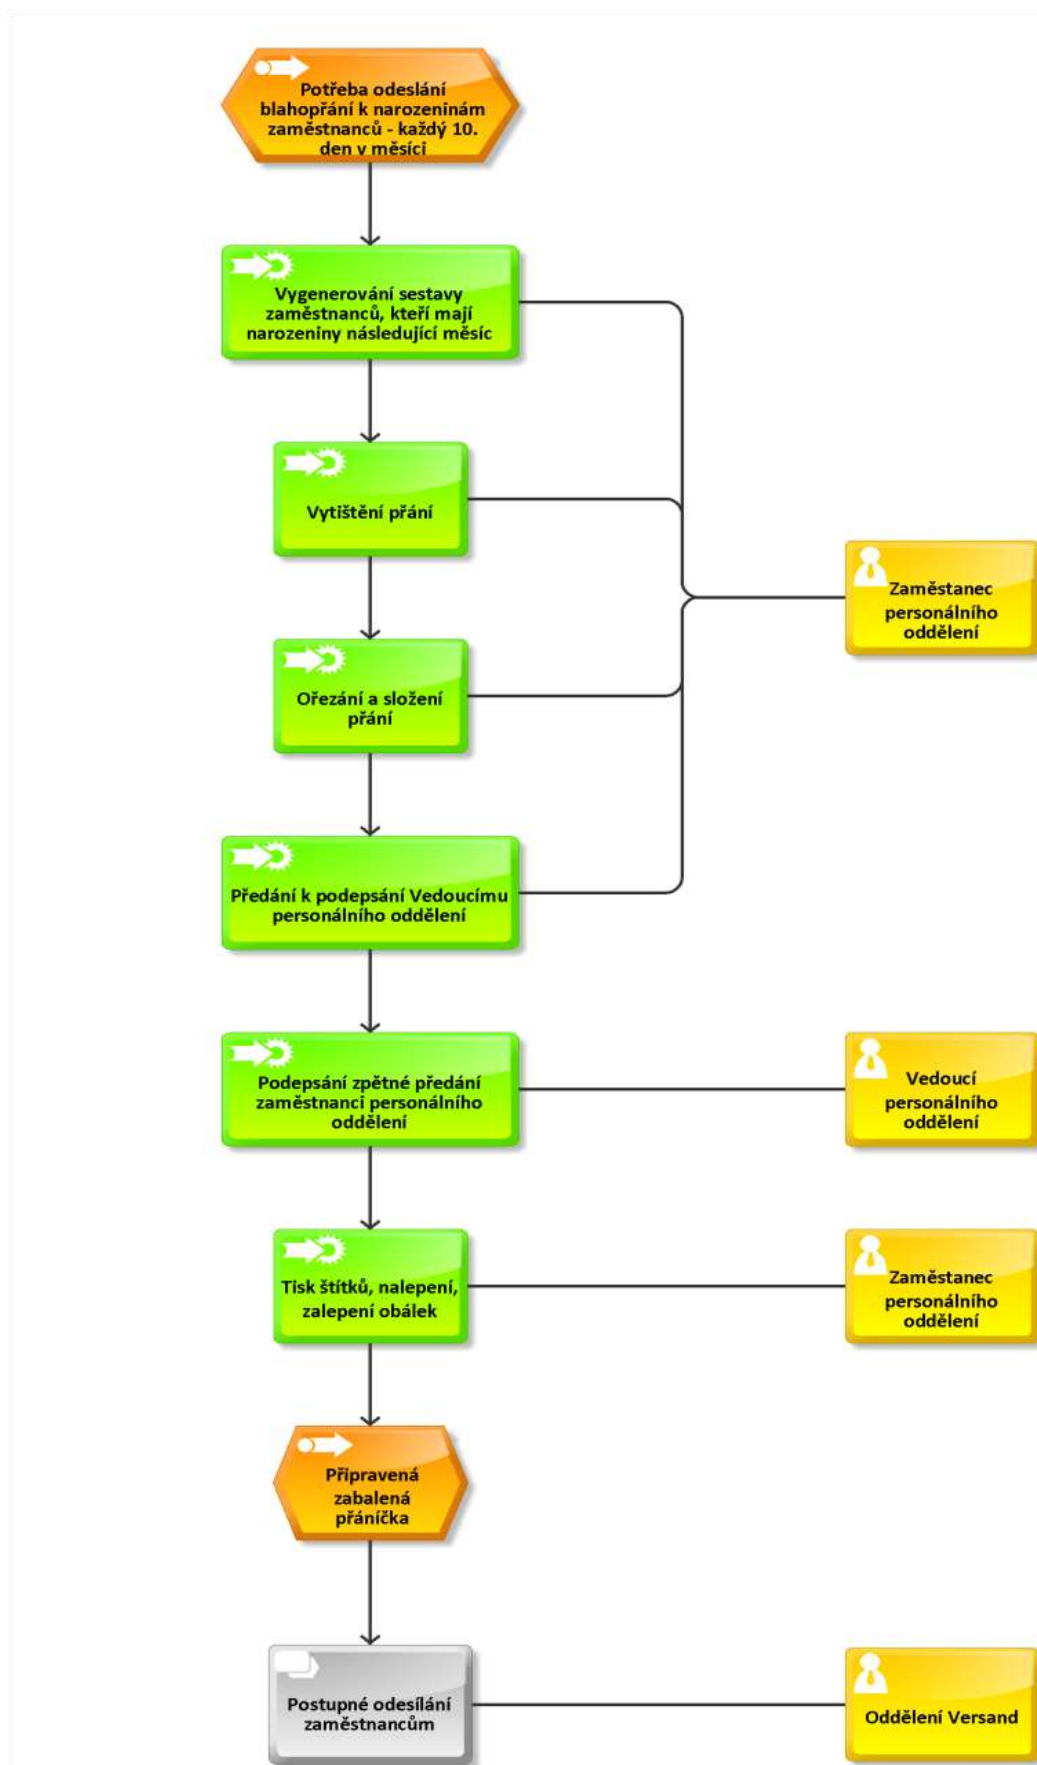 Potřeba odeslání
blahopřání k narozeninám
zaměstnanců - každý 10.
den v měsíci
Vygenerování sestavy
zaměstnanců, kteří mají
narozeniny následující měsíc
Vytištění přání
Zaměstanec
personálního
oddělení
Ořezání a složení
přání
Předání k podepsání Vedoucímu
personálního oddělení
Podepsání zpětné předání
zaměstnanci personálního
oddělení
Vedoucí
personálního
oddělení
Tisk štítků, nalepení,
zalepení obálek
Zaměstanec
personálního
oddělení
Připravená
zabalená
přáníčka
Postupné odesílání
zaměstnancům
Oddělení Versand